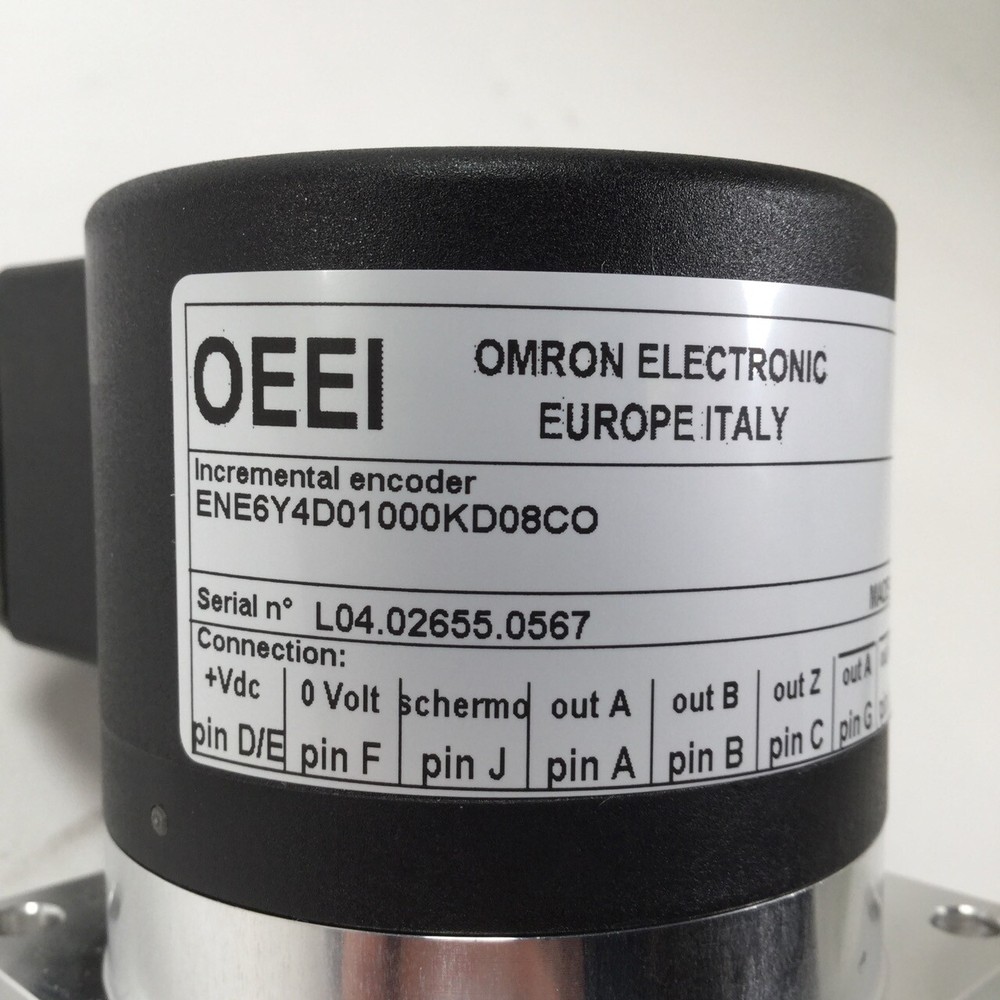 OEEI
OMRON ELECTRONIC
EUROPE ITALY
Incremental encoder
ENE6Y4D01000KD08CO
Serial n° L04.02655.0567
Connection:
+Vdc 0 Volt schermo out A out B out Z out A
pin D/E pin F pin J pin A pin B pin C pin G